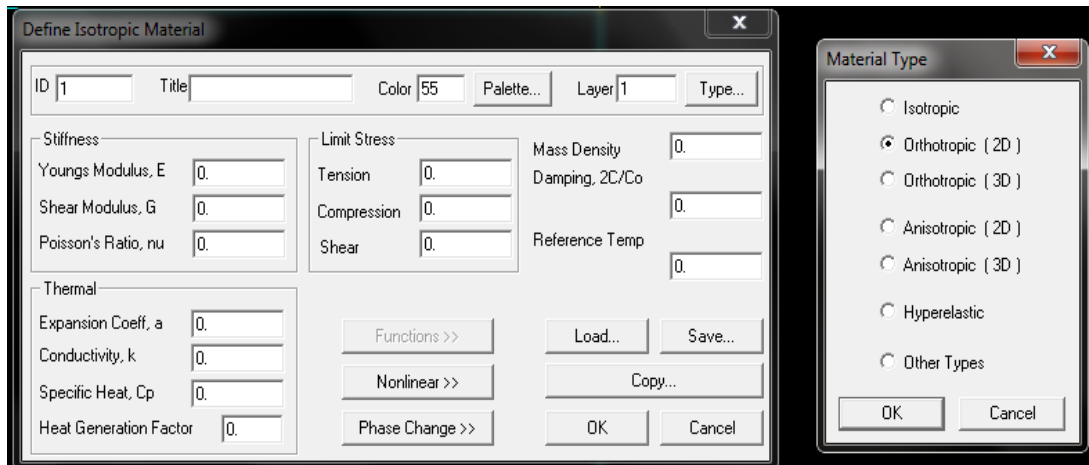 Define Isotropic Material
X
ID 1 Title Color 55 Palette... Layer 1 Type...
Stiffness
Youngs Modulus, E 0.
Shear Modulus, G 0.
Poisson's Ratio, nu 0.
Limit Stress
Tension 0.
Compression 0.
Shear 0.
Mass Density 0.
Damping, 2C/Co
0.
Reference Temp
0.
Thermal
Expansion Coeff, a 0.
Conductivity, k 0.
Specific Heat, Cp 0.
Heat Generation Factor 0.
Functions >>
Nonlinear >>
Phase Change >>
Load... Save...
Copy...
OK Cancel
Material Type
X
Isotropic
Orthotropic ( 2D )
Orthotropic ( 3D )
Anisotropic ( 2D )
Anisotropic ( 3D )
Hyperelastic
Other Types
OK Cancel